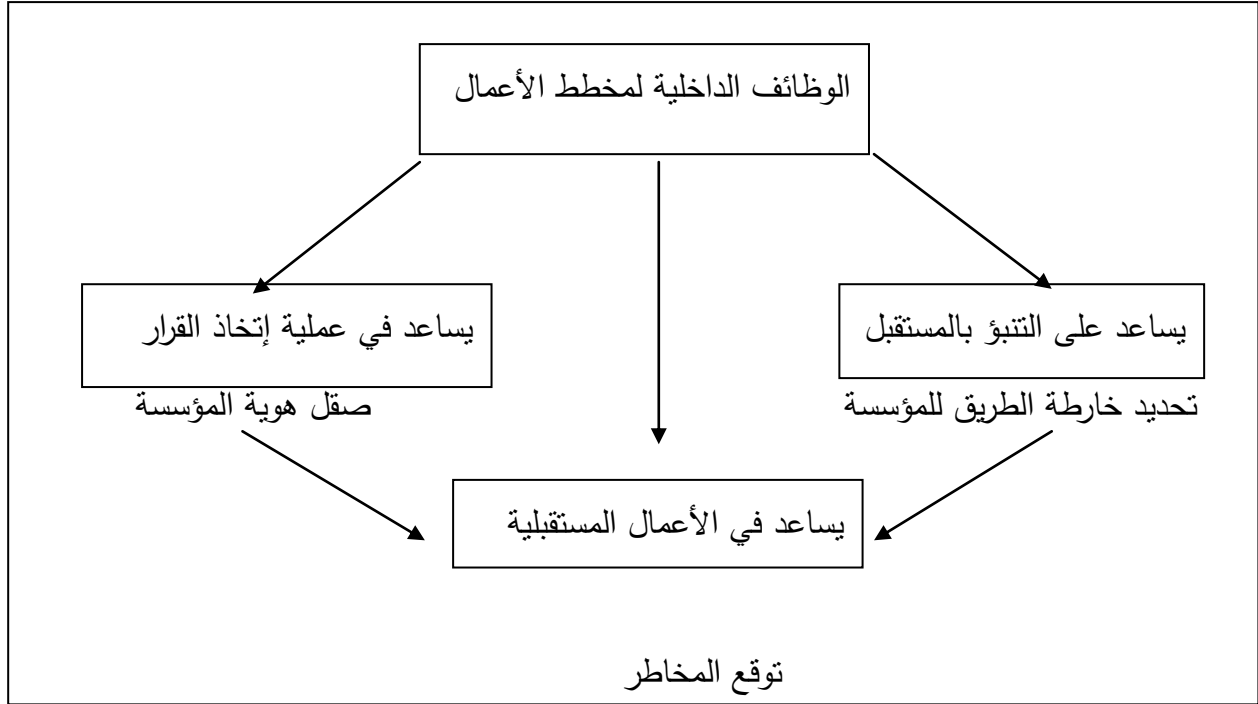 الوظائف الداخلية لمخطط الأعمال
يساعد على التنبؤ بالمستقبل
يساعد في عملية إتخاذ القرار
تحديد خارطة الطريق للمؤسسة
صقل هوية المؤسسة
يساعد في الأعمال المستقبلية
توقع المخاطر